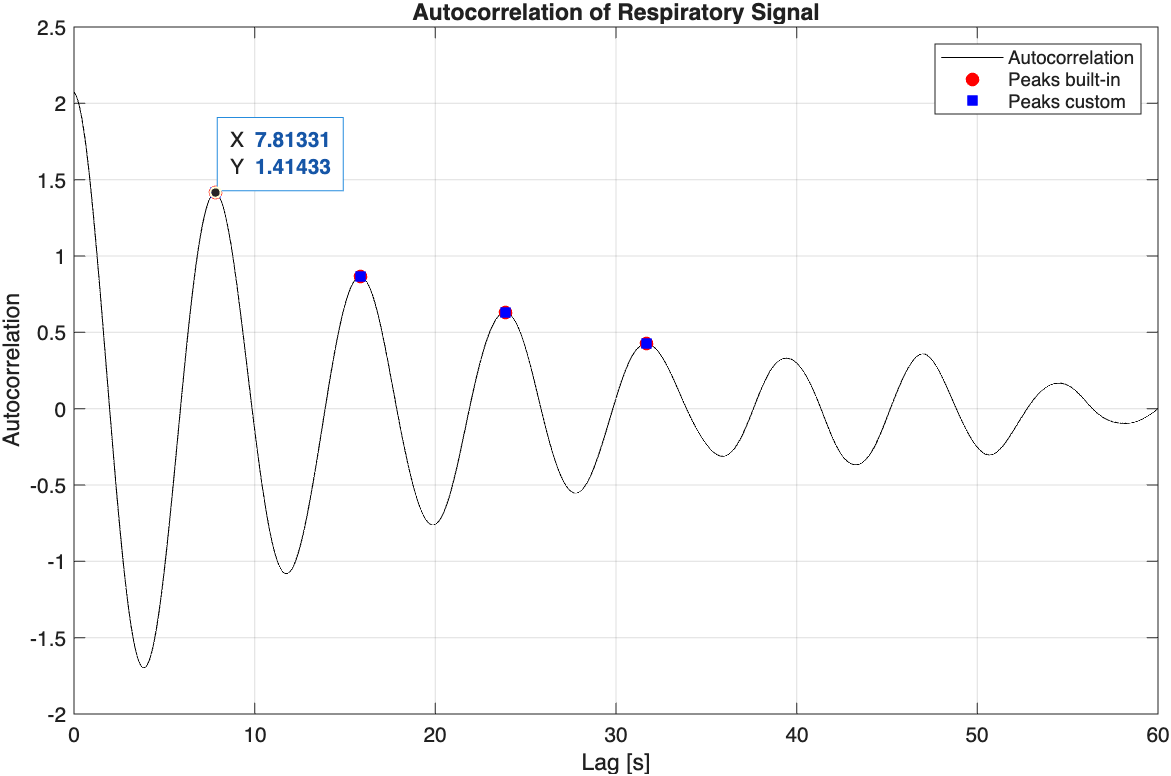 Autocorrelation of Respiratory Signal
2.5
2
1.5
1
0.5
0
-0.5
-1
-1.5
-2
Autocorrelation
X 7.81331
Y 1.41433
Autocorrelation
Peaks built-in
Peaks custom
0 10 20 30 40 50 60
Lag [s]